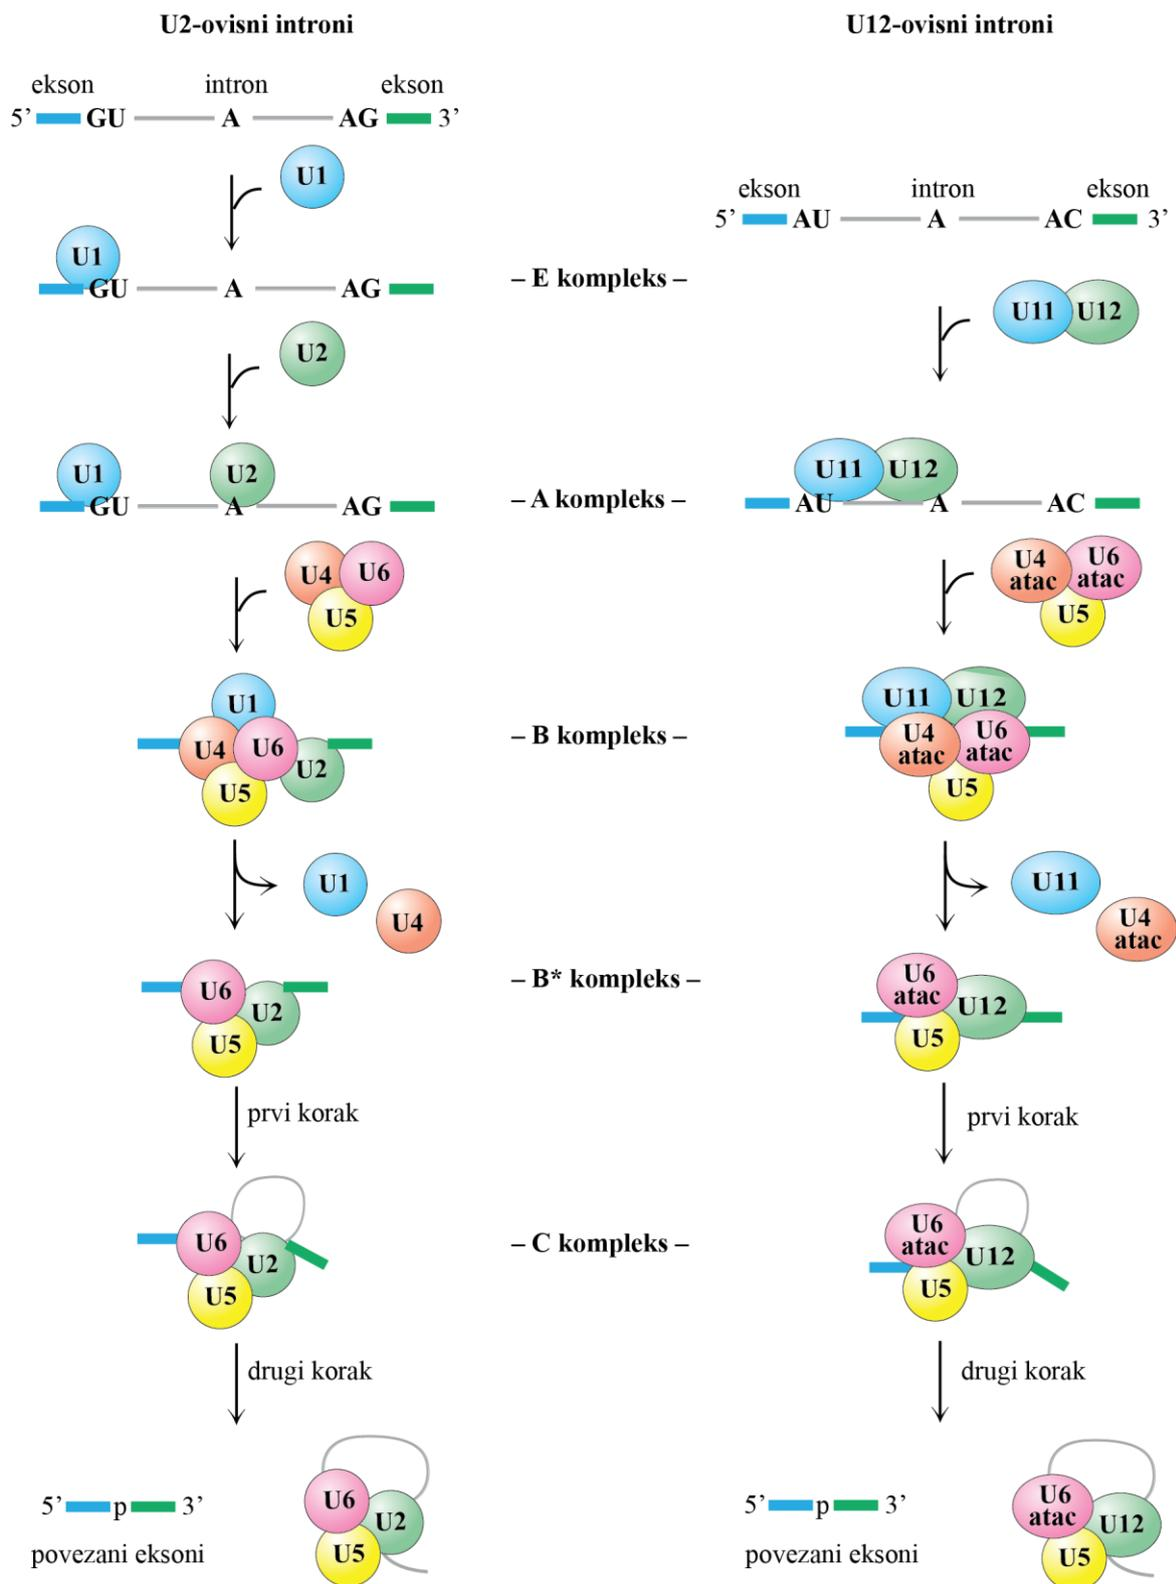 U2-ovisni introni
U12-ovisni introni
ekson intron ekson
5’ GU A AG 3’
U1
ekson intron ekson
5’ AU A AC 3’
U1
GU A AG
– E kompleks –
U11 U12
U2
U1 U2
GU A AG
– A kompleks –
U11 U12
AU A AC
U4 U6
U5
U4 atac
U6 atac
U5
U1
U4 U6 U2
U5
– B kompleks –
U11 U12
U4 atac
U6 atac
U5
U1
U4
U11
U4 atac
U6 U2
U5
– B* kompleks –
U6 atac
U12
U5
prvi korak
prvi korak
U6 U2
U5
– C kompleks –
U6 atac
U12
U5
drugi korak
drugi korak
5’ p 3’
povezani eksoni
U6 U2
U5
5’ p 3’
povezani eksoni
U6 atac
U12
U5